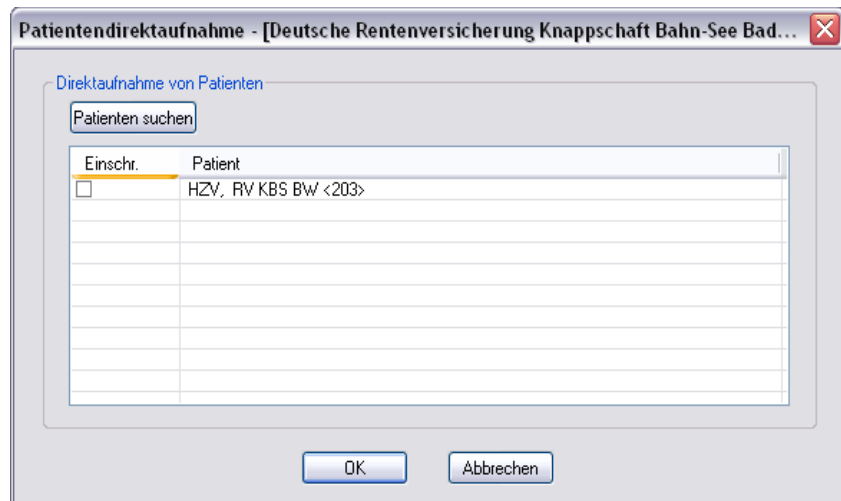 Patientendirektaufnahme - [Deutsche Rentenversicherung Knappschaft Bahn-See Bad...
Direktaufnahme von Patienten
Patienten suchen
Einschr. Patient
HZV, RV KBS BW <203>
OK Abbrechen